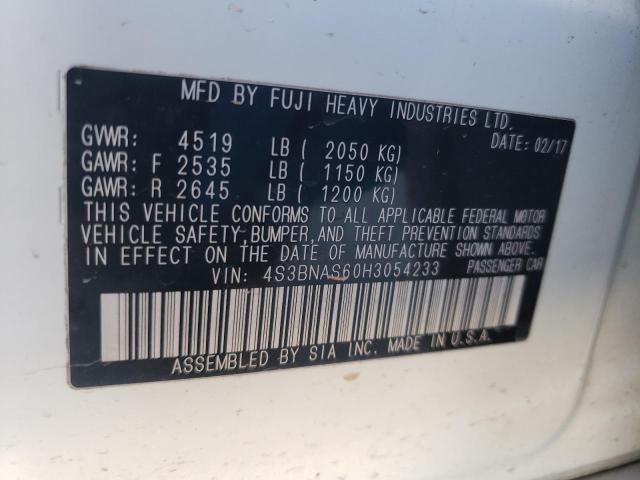 MFD BY FUJI HEAVY INDUSTRIES LTD.
GVWR: 4519 LB ( 2050 KG) DATE: 02/17
GAWR: F 2535 LB ( 1150 KG)
GAWR: R 2645 LB ( 1200 KG)
THIS VEHICLE CONFORMS TO ALL APPLICABLE FEDERAL MOTOR
VEHICLE SAFETY, BUMPER, AND THEFT PREVENTION STANDARDS
IN EFFECT ON THE DATE OF MANUFACTURE SHOWN ABOVE.
VIN: 4S3BNAS60H3054233 PASSENGER CAR
ASSEMBLED BY SIA INC. MADE IN U.S.A.